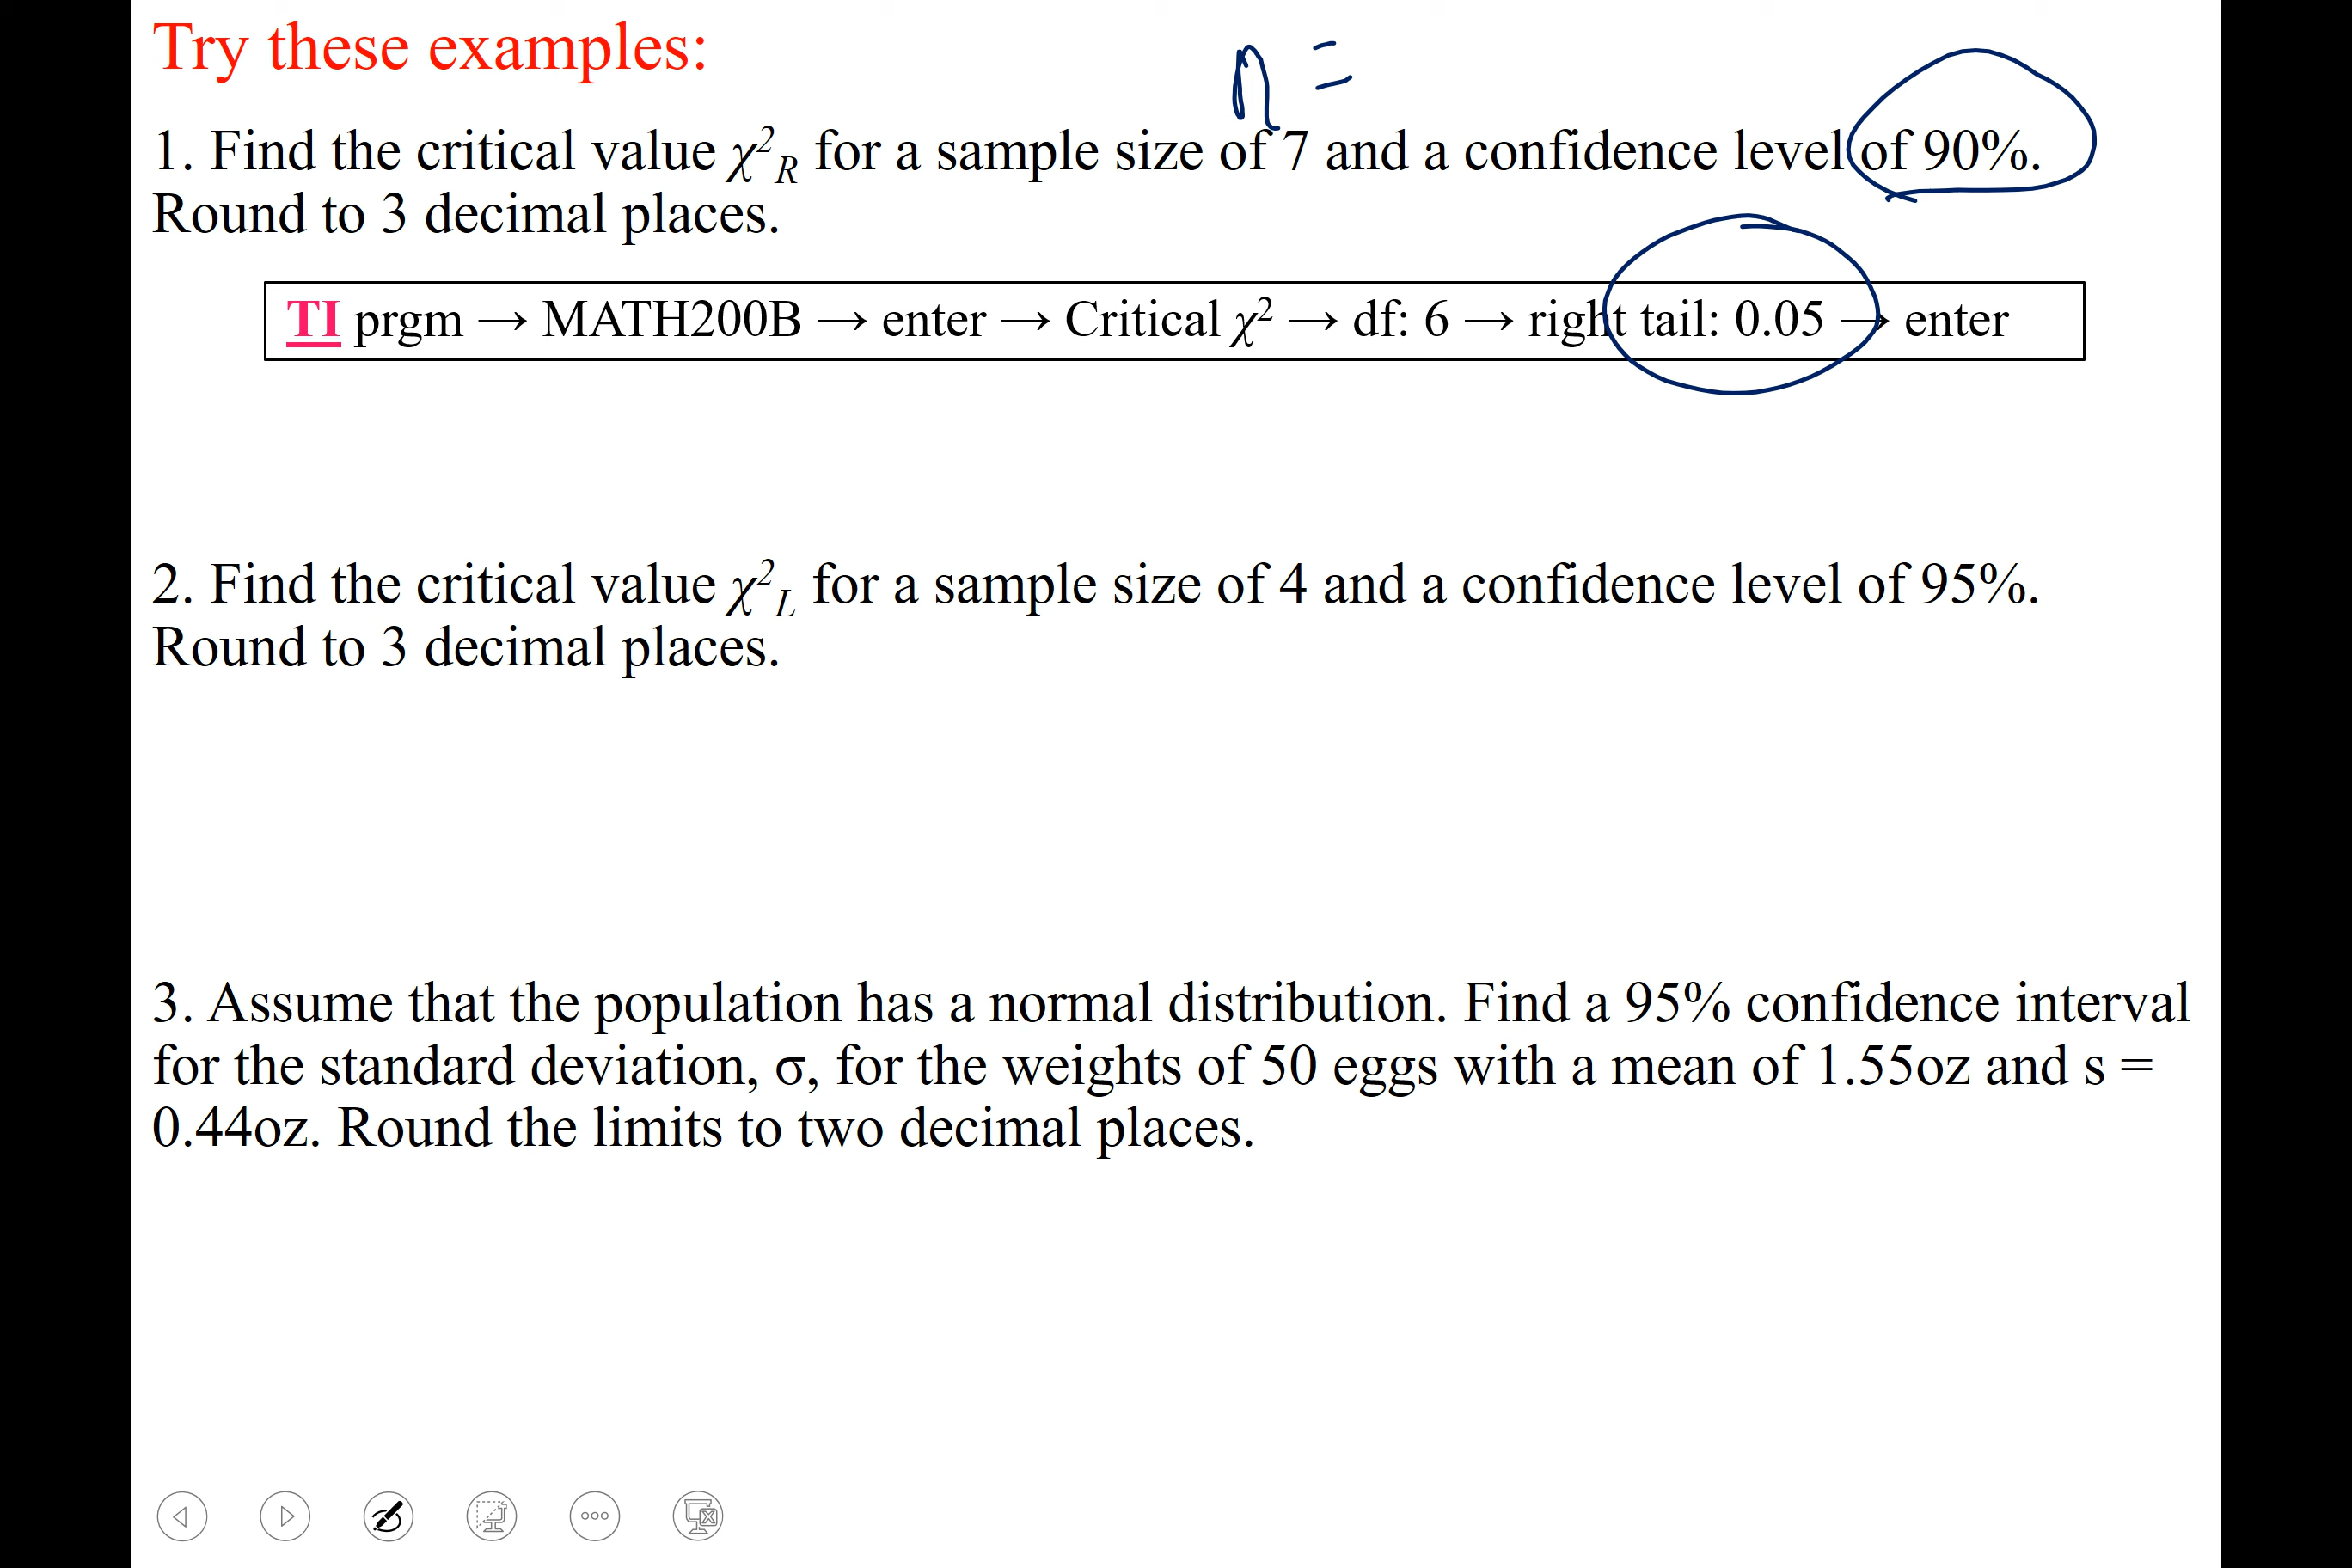 Try these examples:
n =
1. Find the critical value χ²R for a sample size of 7 and a confidence level of 90%.
Round to 3 decimal places.
TI prgm → MATH200B → enter → Critical χ² → df: 6 → right tail: 0.05 → enter
2. Find the critical value χ²L for a sample size of 4 and a confidence level of 95%.
Round to 3 decimal places.
3. Assume that the population has a normal distribution. Find a 95% confidence interval
for the standard deviation, σ, for the weights of 50 eggs with a mean of 1.55oz and s =
0.44oz. Round the limits to two decimal places.